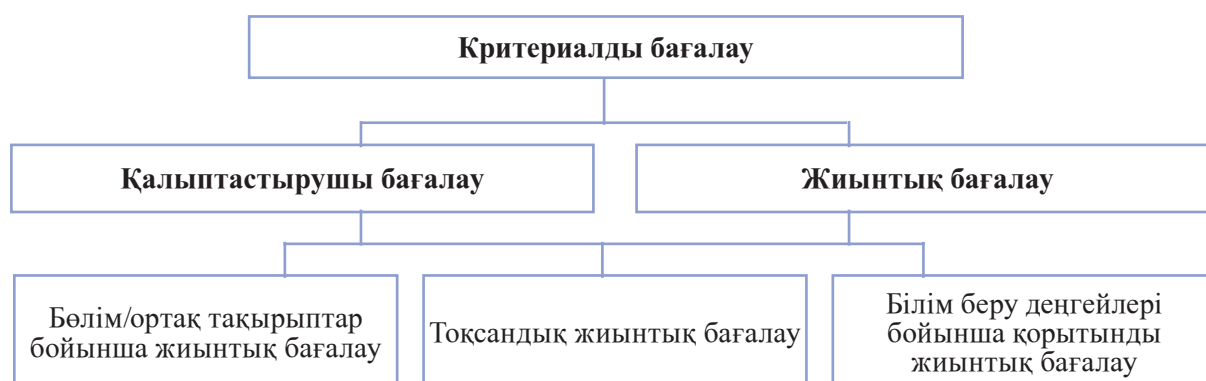 Критериалды бағалау
Қалыптастырушы бағалау
Жиынтық бағалау
Бөлім/ортақ тақырыптар
бойынша жиынтық бағалау
Тоқсандық жиынтық бағалау
Білім беру деңгейлері
бойынша қорытынды
жиынтық бағалау